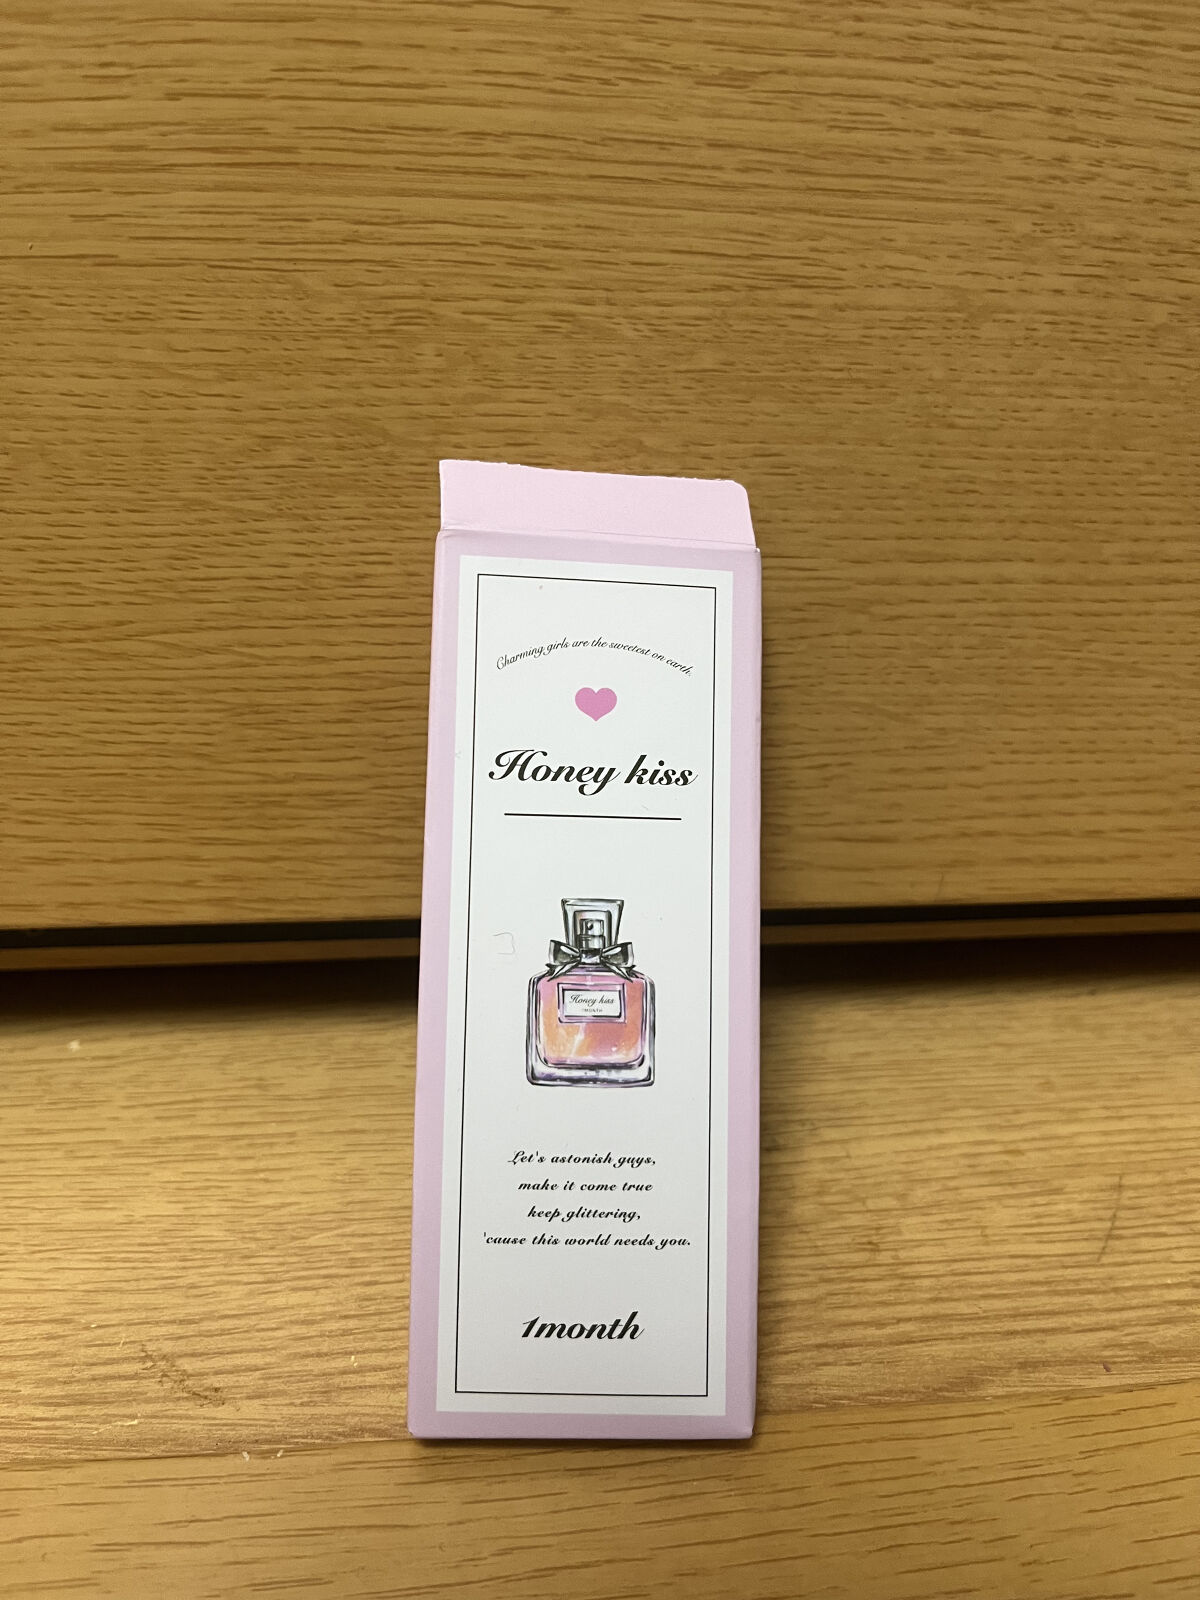 Charming girls are the sweetest on earth.
Honey kiss
Honey kiss
1MONTH
Let's astonish guys,
make it come true
keep glittering,
'cause this world needs you.
1month